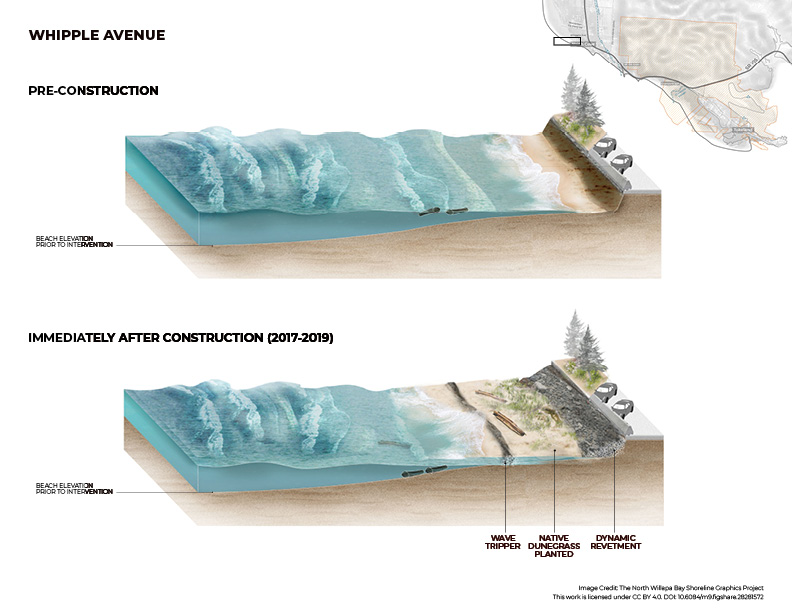 WHIPPLE AVENUE
PRE-CONSTRUCTION
BEACH ELEVATION
PRIOR TO INTERVENTION
IMMEDIATELY AFTER CONSTRUCTION (2017-2019)
BEACH ELEVATION
PRIOR TO INTERVENTION
WAVE
TRIPPER
NATIVE
DUNEGRASS
PLANTED
DYNAMIC
REVETMENT
Image Credit: The North Willapa Bay Shoreline Graphics Project
This work is licensed under CC BY 4.0. DOI: 10.6084/m9.figshare.28281572